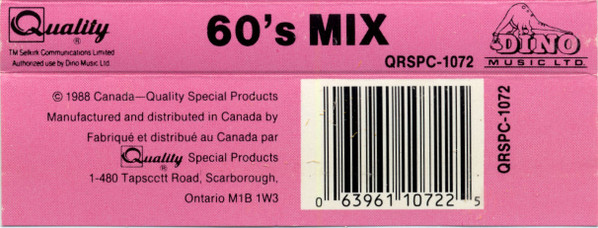 Quality
®
TM Selkirk Communications Limited
Authorized use by Dino Music Ltd.
60's MIX
QRSPC-1072
DINO
MUSIC LTD.
© 1988 Canada—Quality Special Products
Manufactured and distributed in Canada by
Fabriqué et distribué au Canada par
Quality Special Products
®
1-480 Tapscott Road, Scarborough,
Ontario M1B 1W3
0 63961 10722 5
QRSPC-1072